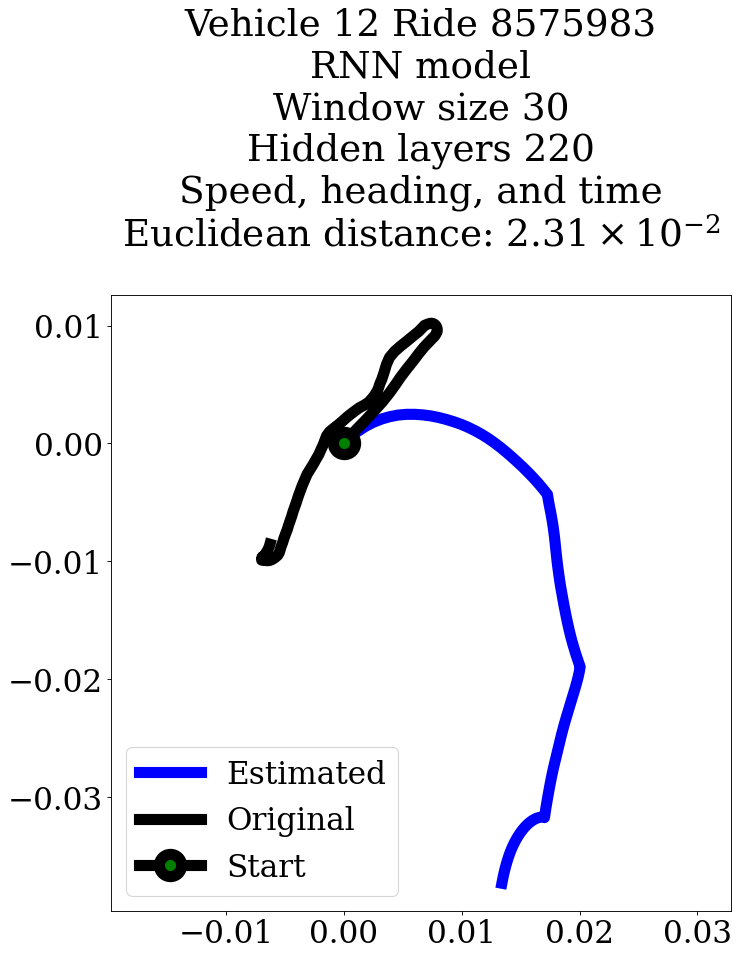 Vehicle 12 Ride 8575983
RNN model
Window size 30
Hidden layers 220
Speed, heading, and time
Euclidean distance: 2.31 × 10⁻²
0.01
0.00
−0.01
−0.02
−0.03
Estimated
Original
Start
−0.01 0.00 0.01 0.02 0.03